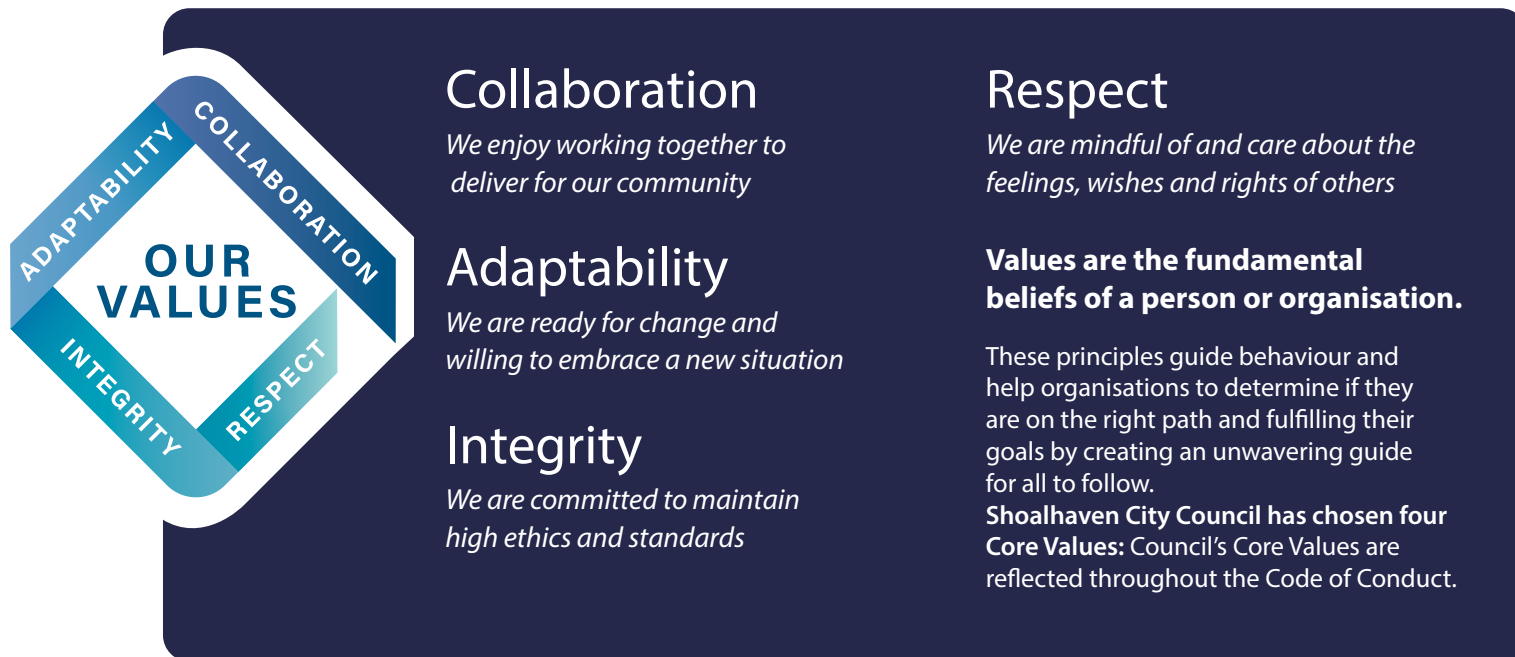 ADAPTABILITY
COLLABORATION
OUR
VALUES
INTEGRITY
RESPECT
Collaboration
We enjoy working together to
deliver for our community
Adaptability
We are ready for change and
willing to embrace a new situation
Integrity
We are committed to maintain
high ethics and standards
Respect
We are mindful of and care about the
feelings, wishes and rights of others
Values are the fundamental
beliefs of a person or organisation.
These principles guide behaviour and
help organisations to determine if they
are on the right path and fulfilling their
goals by creating an unwavering guide
for all to follow.
Shoalhaven City Council has chosen four
Core Values: Council’s Core Values are
reflected throughout the Code of Conduct.